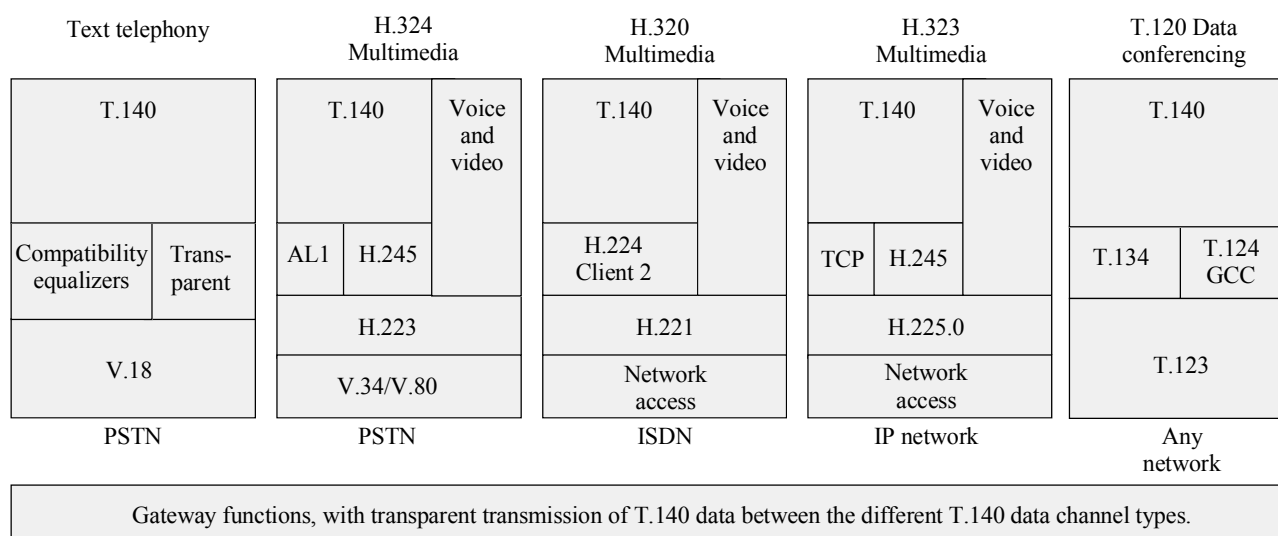 Text telephony
H.324
Multimedia
H.320
Multimedia
H.323
Multimedia
T.120 Data
conferencing
T.140
Compatibility
equalizers
Trans-
parent
V.18
PSTN
T.140
Voice
and
video
AL1
H.245
H.223
V.34/V.80
PSTN
T.140
Voice
and
video
H.224
Client 2
H.221
Network
access
ISDN
T.140
Voice
and
video
TCP
H.245
H.225.0
Network
access
IP network
T.140
T.134
T.124
GCC
T.123
Any
network
Gateway functions, with transparent transmission of T.140 data between the different T.140 data channel types.